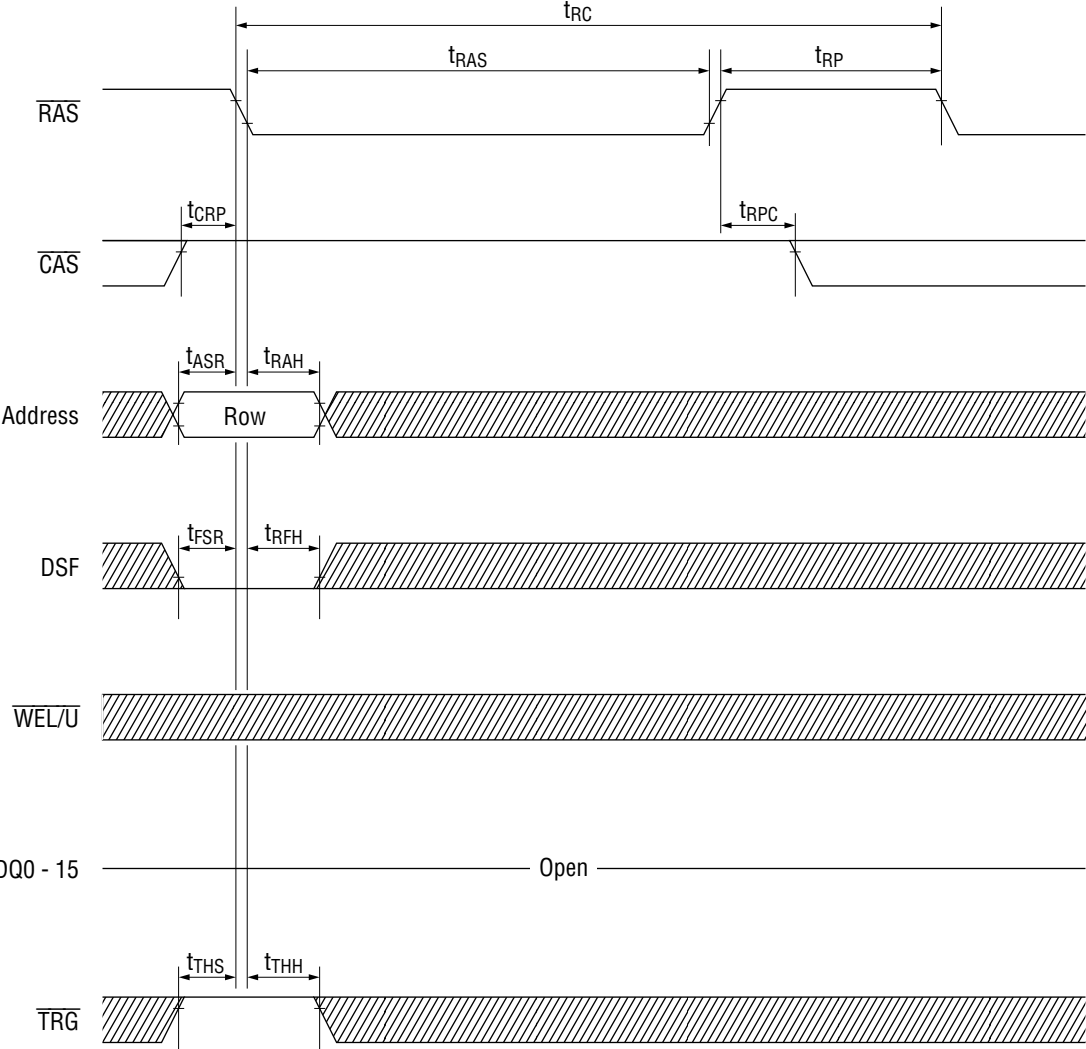 tRC
tRAS tRP
RAS
tCRP tRPC
CAS
tASR tRAH
Address Row
tFSR tRFH
DSF
WEL/U
DQ0 - 15 Open
tTHS tTHH
TRG